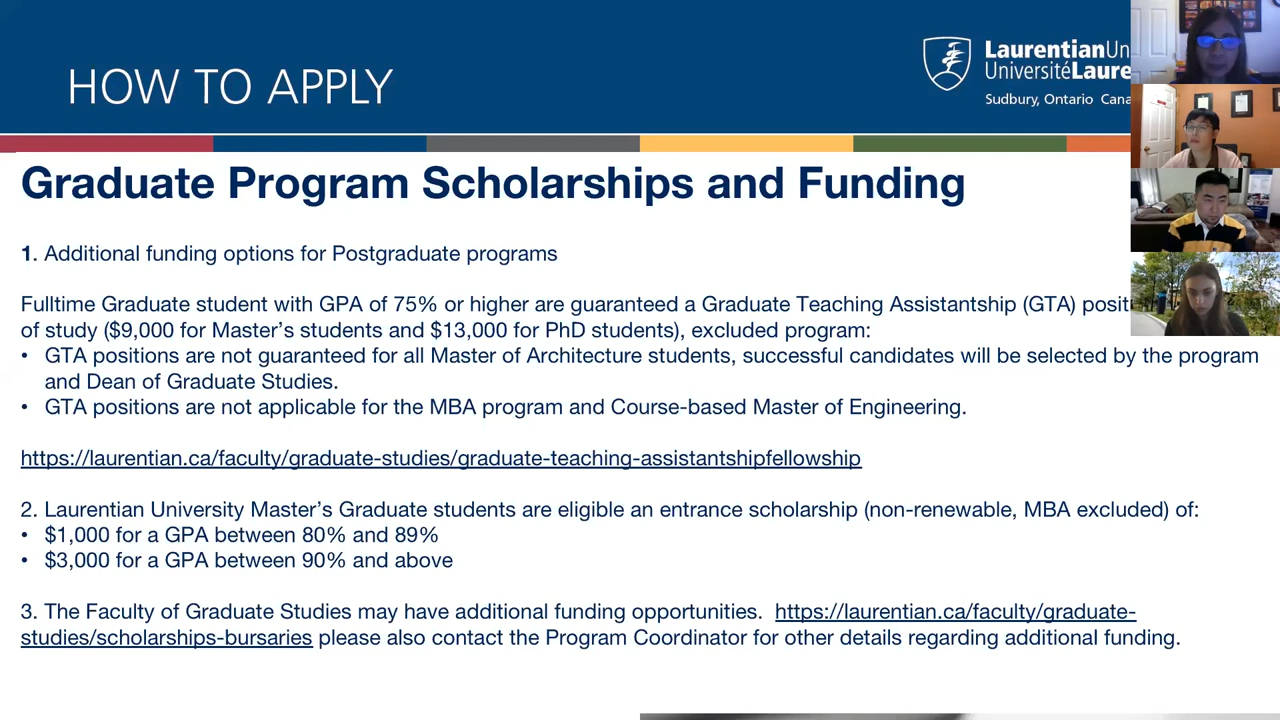 HOW TO APPLY
LaurentianUn
UniversitéLaure
Sudbury, Ontario Cana
Graduate Program Scholarships and Funding
1. Additional funding options for Postgraduate programs
Fulltime Graduate student with GPA of 75% or higher are guaranteed a Graduate Teaching Assistantship (GTA) posit
of study ($9,000 for Master’s students and $13,000 for PhD students), excluded program:
• GTA positions are not guaranteed for all Master of Architecture students, successful candidates will be selected by the program
and Dean of Graduate Studies.
• GTA positions are not applicable for the MBA program and Course-based Master of Engineering.
https://laurentian.ca/faculty/graduate-studies/graduate-teaching-assistantshipfellowship
2. Laurentian University Master’s Graduate students are eligible an entrance scholarship (non-renewable, MBA excluded) of:
• $1,000 for a GPA between 80% and 89%
• $3,000 for a GPA between 90% and above
3. The Faculty of Graduate Studies may have additional funding opportunities. https://laurentian.ca/faculty/graduate-
studies/scholarships-bursaries please also contact the Program Coordinator for other details regarding additional funding.